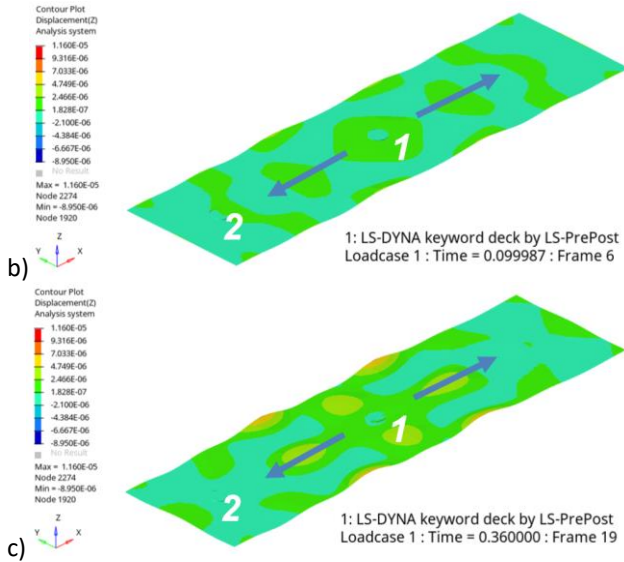 Contour Plot
Displacement(Z)
Analysis system
1.160E-05
9.316E-06
7.033E-06
4.749E-06
2.466E-06
1.828E-07
-2.100E-06
-4.384E-06
-6.667E-06
-8.950E-06
No Result
Max = 1.160E-05
Node 2274
Min = -8.950E-06
Node 1920
Z
Y X
b)
1
2
1: LS-DYNA keyword deck by LS-PrePost
Loadcase 1 : Time = 0.099987 : Frame 6
Contour Plot
Displacement(Z)
Analysis system
1.160E-05
9.316E-06
7.033E-06
4.749E-06
2.466E-06
1.828E-07
-2.100E-06
-4.384E-06
-6.667E-06
-8.950E-06
No Result
Max = 1.160E-05
Node 2274
Min = -8.950E-06
Node 1920
Z
Y X
c)
1
2
1: LS-DYNA keyword deck by LS-PrePost
Loadcase 1 : Time = 0.360000 : Frame 19